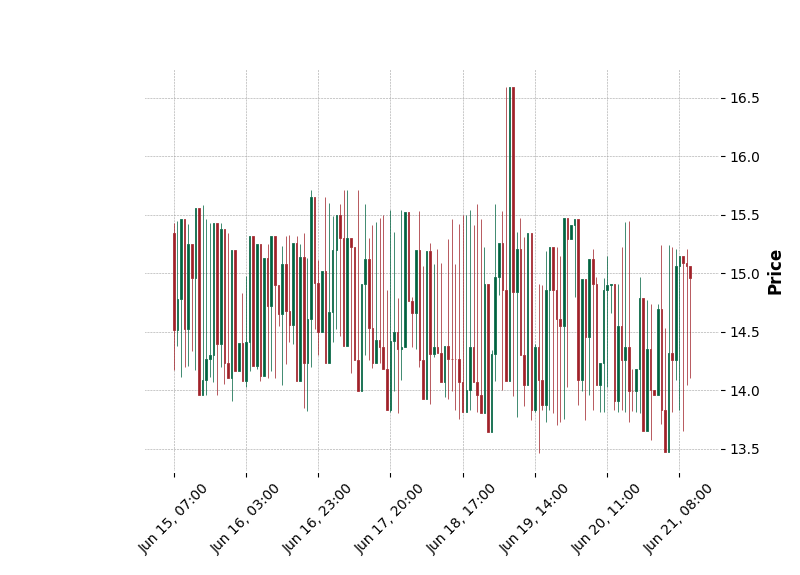 16.5
16.0
15.5
15.0
14.5
14.0
13.5
Price
Jun 15, 07:00
Jun 16, 03:00
Jun 16, 23:00
Jun 17, 20:00
Jun 18, 17:00
Jun 19, 14:00
Jun 20, 11:00
Jun 21, 08:00